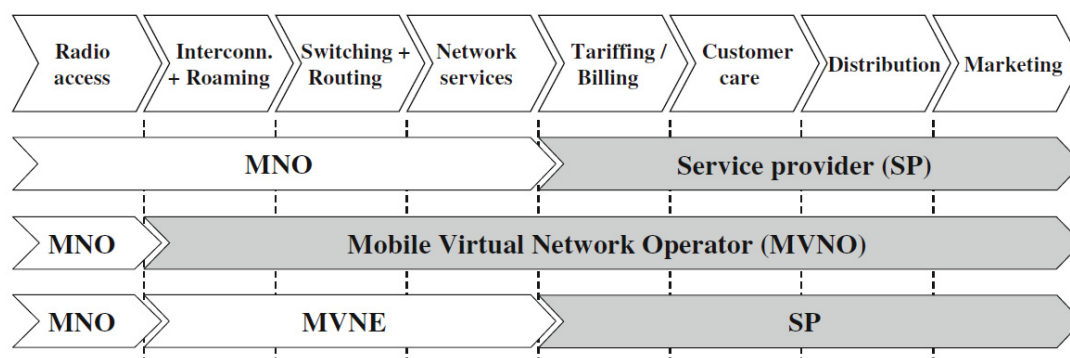 Radio access
Interconn. + Roaming
Switching + Routing
Network services
Tariffing / Billing
Customer care
Distribution
Marketing
MNO
Service provider (SP)
MNO
Mobile Virtual Network Operator (MVNO)
MNO
MVNE
SP